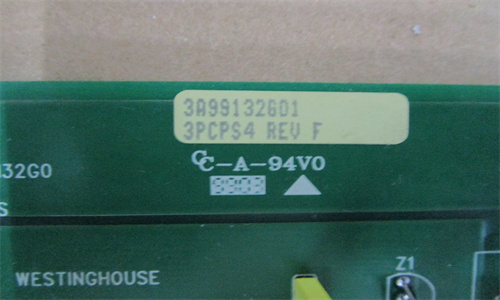 3A99132G01
3PCPS4 REV F
CC-A-94V0
32G0
S
WESTINGHOUSE
Z1